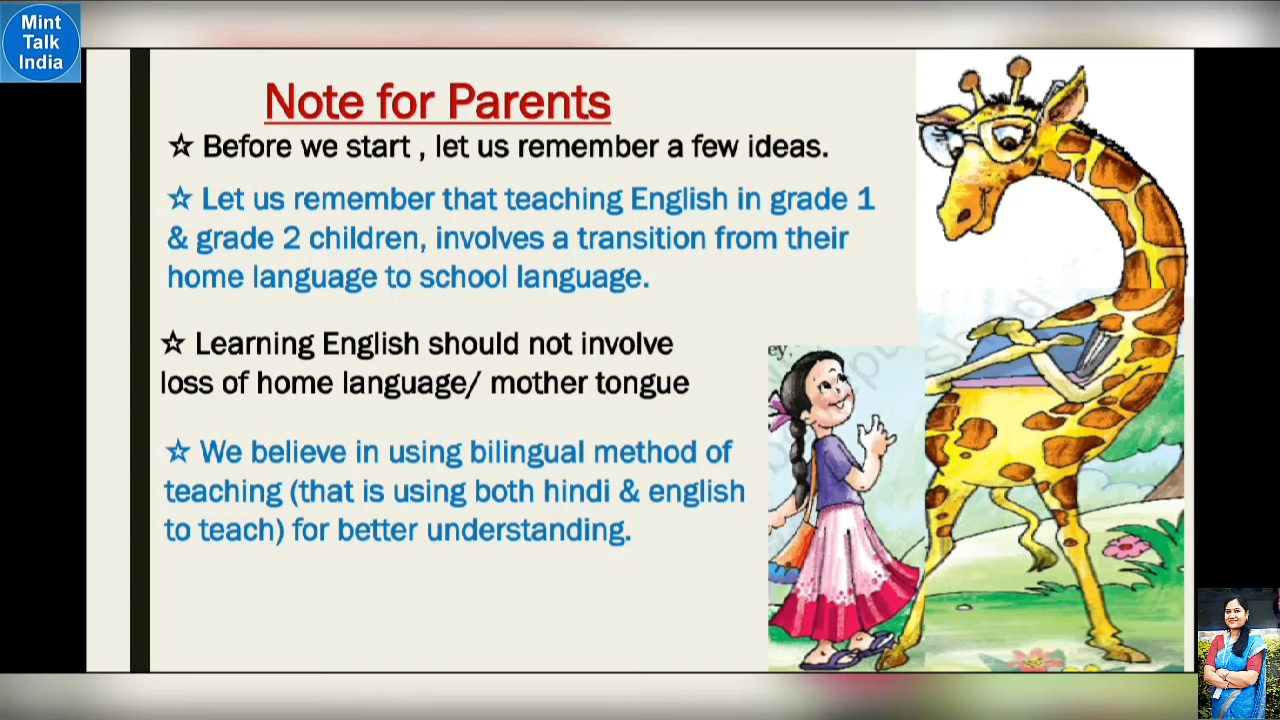 Mint
Talk
India
Note for Parents
☆ Before we start , let us remember a few ideas.
☆ Let us remember that teaching English in grade 1
& grade 2 children, involves a transition from their
home language to school language.
☆ Learning English should not involve
loss of home language/ mother tongue
☆ We believe in using bilingual method of
teaching (that is using both hindi & english
to teach) for better understanding.
ey,